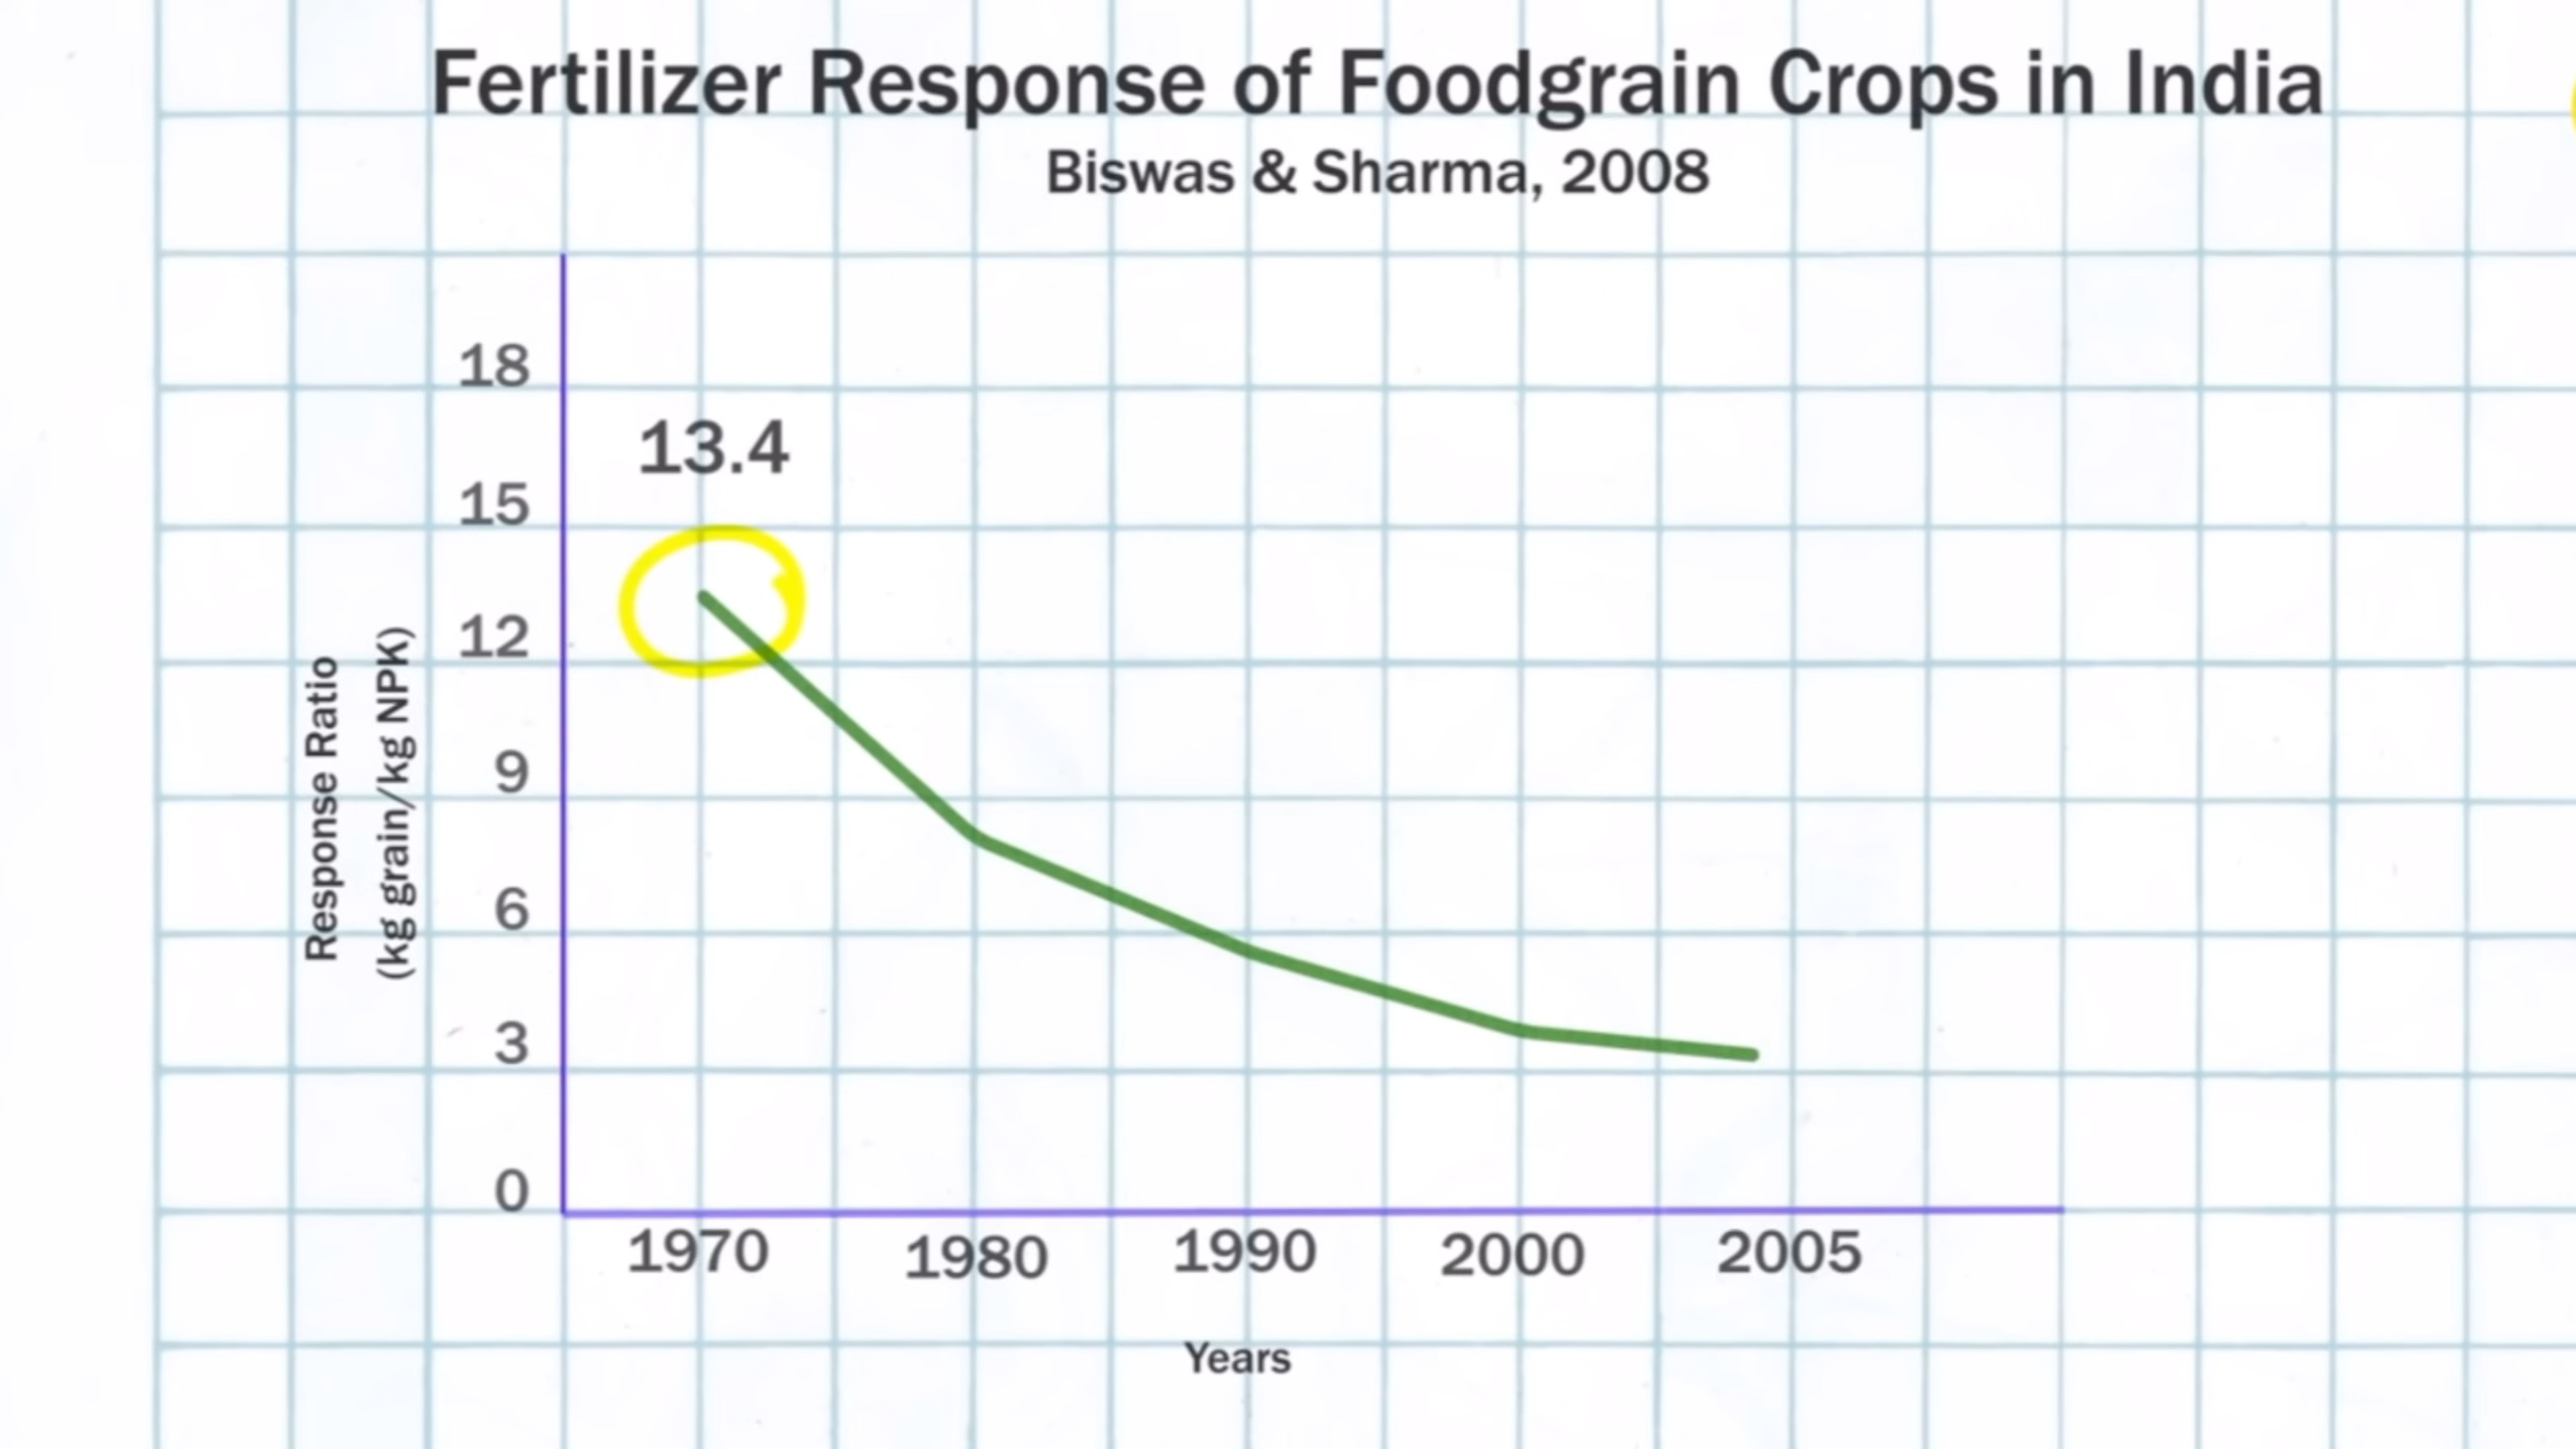 Fertilizer Response of Foodgrain Crops in India
Biswas & Sharma, 2008
18
13.4
15
12
9
6
3
0
Response Ratio
(kg grain/kg NPK)
1970 1980 1990 2000 2005
Years